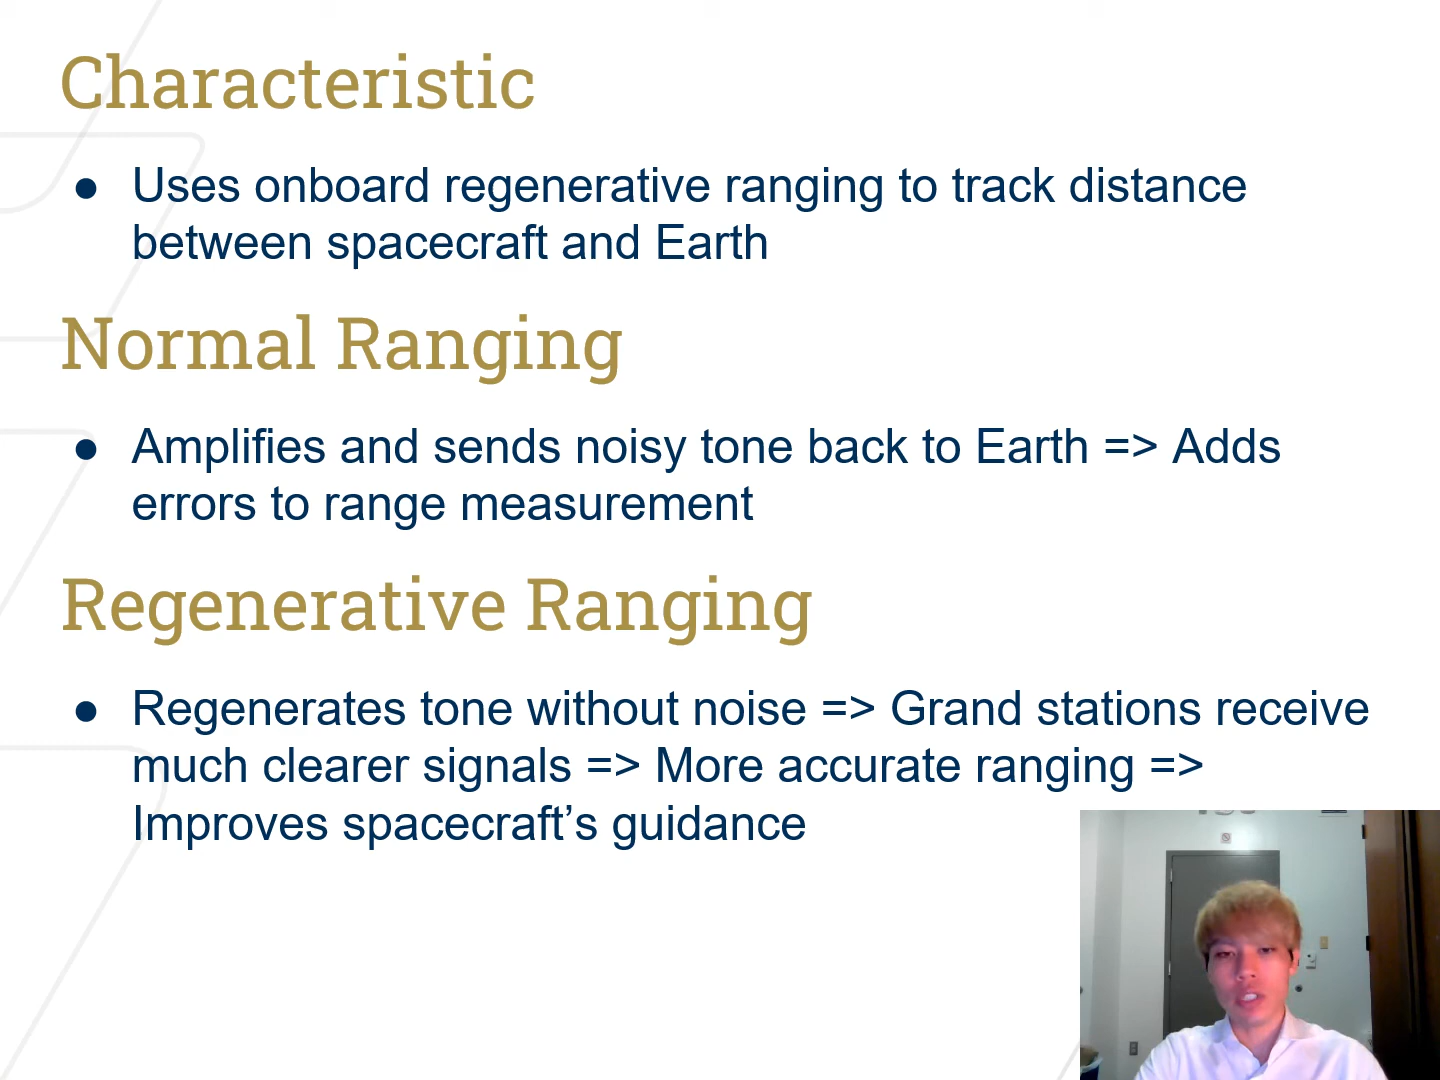 Characteristic
● Uses onboard regenerative ranging to track distance
between spacecraft and Earth
Normal Ranging
● Amplifies and sends noisy tone back to Earth => Adds
errors to range measurement
Regenerative Ranging
● Regenerates tone without noise => Grand stations receive
much clearer signals => More accurate ranging =>
Improves spacecraft’s guidance